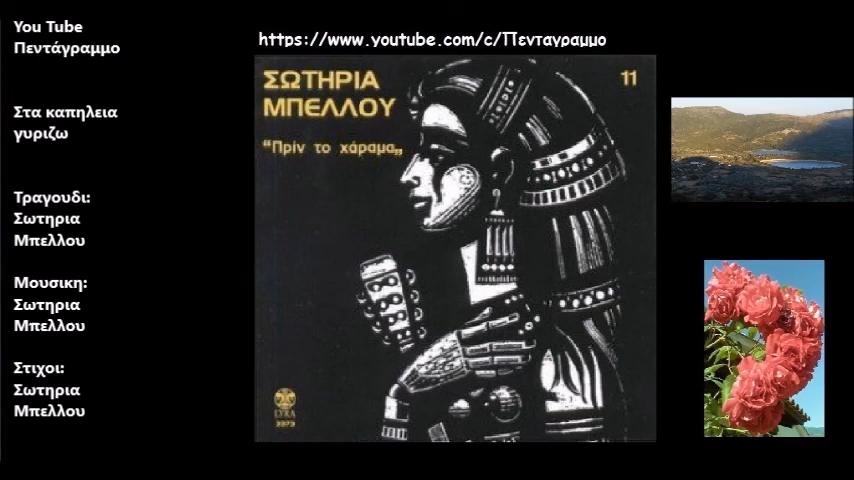 You Tube
Πεντάγραμμο
Στα καπηλεια
γυριζω
Τραγουδι:
Σωτηρια
Μπελλου
Μουσικη:
Σωτηρια
Μπελλου
Στιχοι:
Σωτηρια
Μπελλου
https://www.youtube.com/c/Πενταγραμμο
ΣΩΤΗΡΙΑ
ΜΠΕΛΛΟΥ
11
“Πρίν το χάραμα„
LYRA
3373